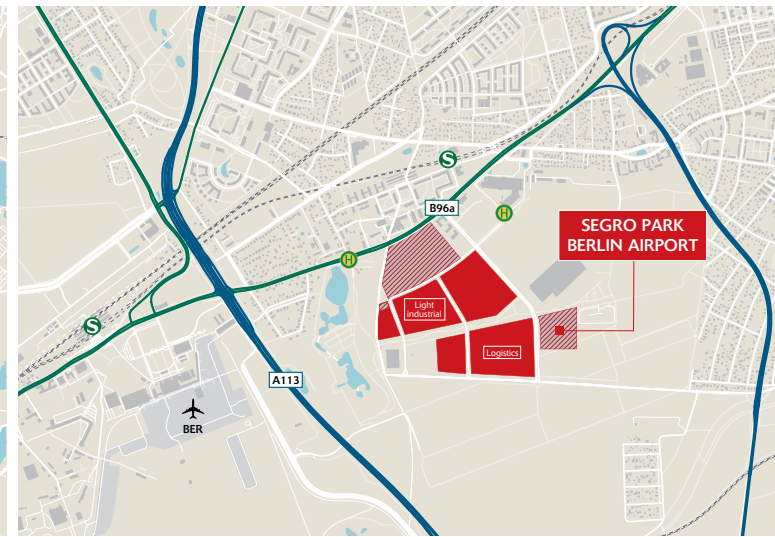 S
B96a
H
SEGRO PARK
BERLIN AIRPORT
H
Light
industrial
S
Logistics
A113
BER